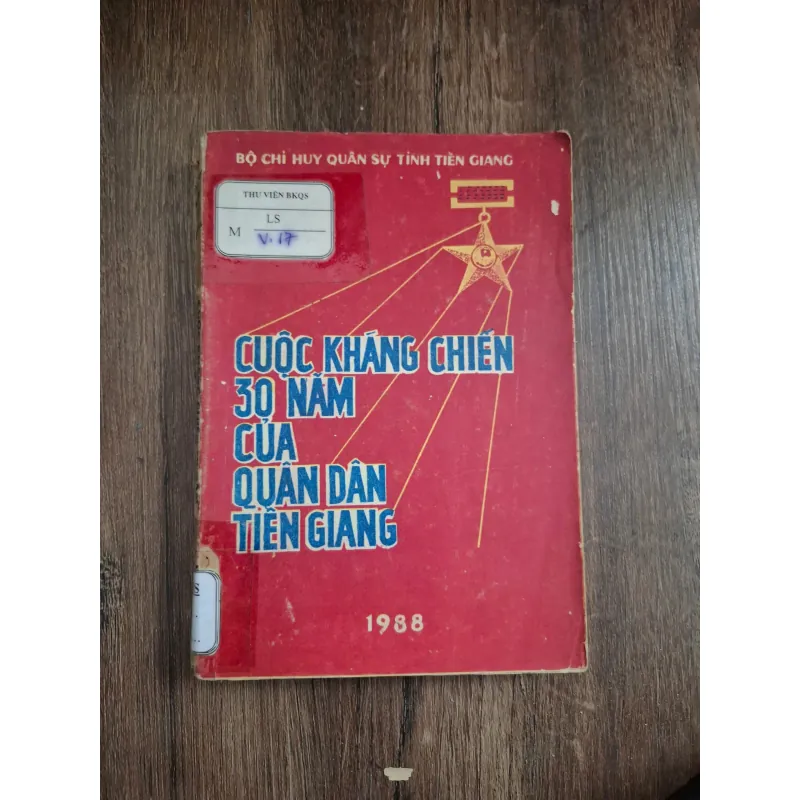 BỘ CHỈ HUY QUÂN SỰ TỈNH TIỀN GIANG
THƯ VIỆN BKQS
LS
M V.17
CUỘC KHÁNG CHIẾN
30 NĂM
CỦA
QUÂN DÂN
TIỀN GIANG
1988